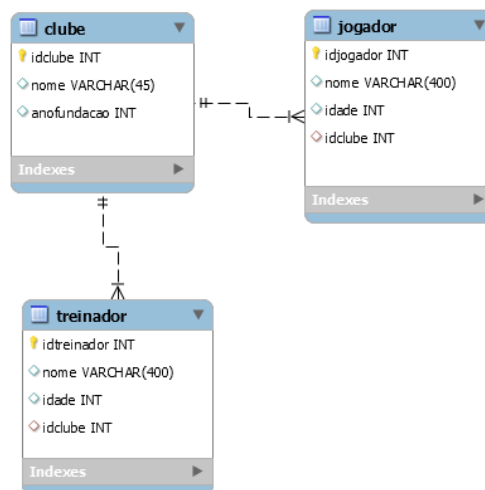 clube
idclube INT
nome VARCHAR(45)
anofundacao INT
Indexes
jogador
idjogador INT
nome VARCHAR(400)
idade INT
idclube INT
Indexes
treinador
idtreinador INT
nome VARCHAR(400)
idade INT
idclube INT
Indexes